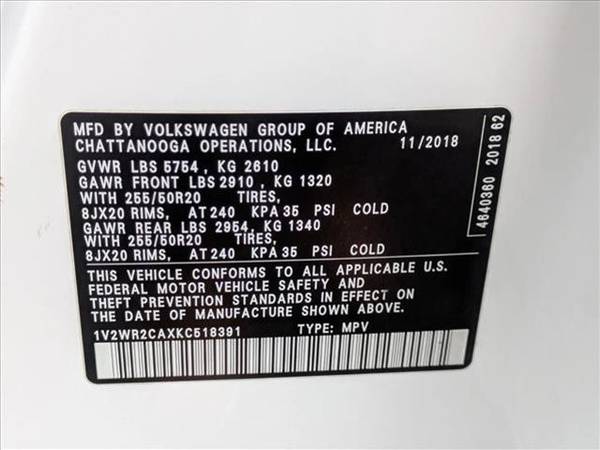 MFD BY VOLKSWAGEN GROUP OF AMERICA
CHATTANOOGA OPERATIONS, LLC. 11/2018
GVWR LBS 5754 , KG 2610
GAWR FRONT LBS 2910 , KG 1320
WITH 255/50R20 TIRES,
8JX20 RIMS, AT 240 KPA 35 PSI COLD
GAWR REAR LBS 2954, KG 1340
WITH 255/50R20 TIRES,
8JX20 RIMS, AT 240 KPA 35 PSI COLD
THIS VEHICLE CONFORMS TO ALL APPLICABLE U.S.
FEDERAL MOTOR VEHICLE SAFETY AND
THEFT PREVENTION STANDARDS IN EFFECT ON
THE DATE OF MANUFACTURE SHOWN ABOVE.
1V2WR2CAXKC518391 TYPE: MPV
4640360 2018 62